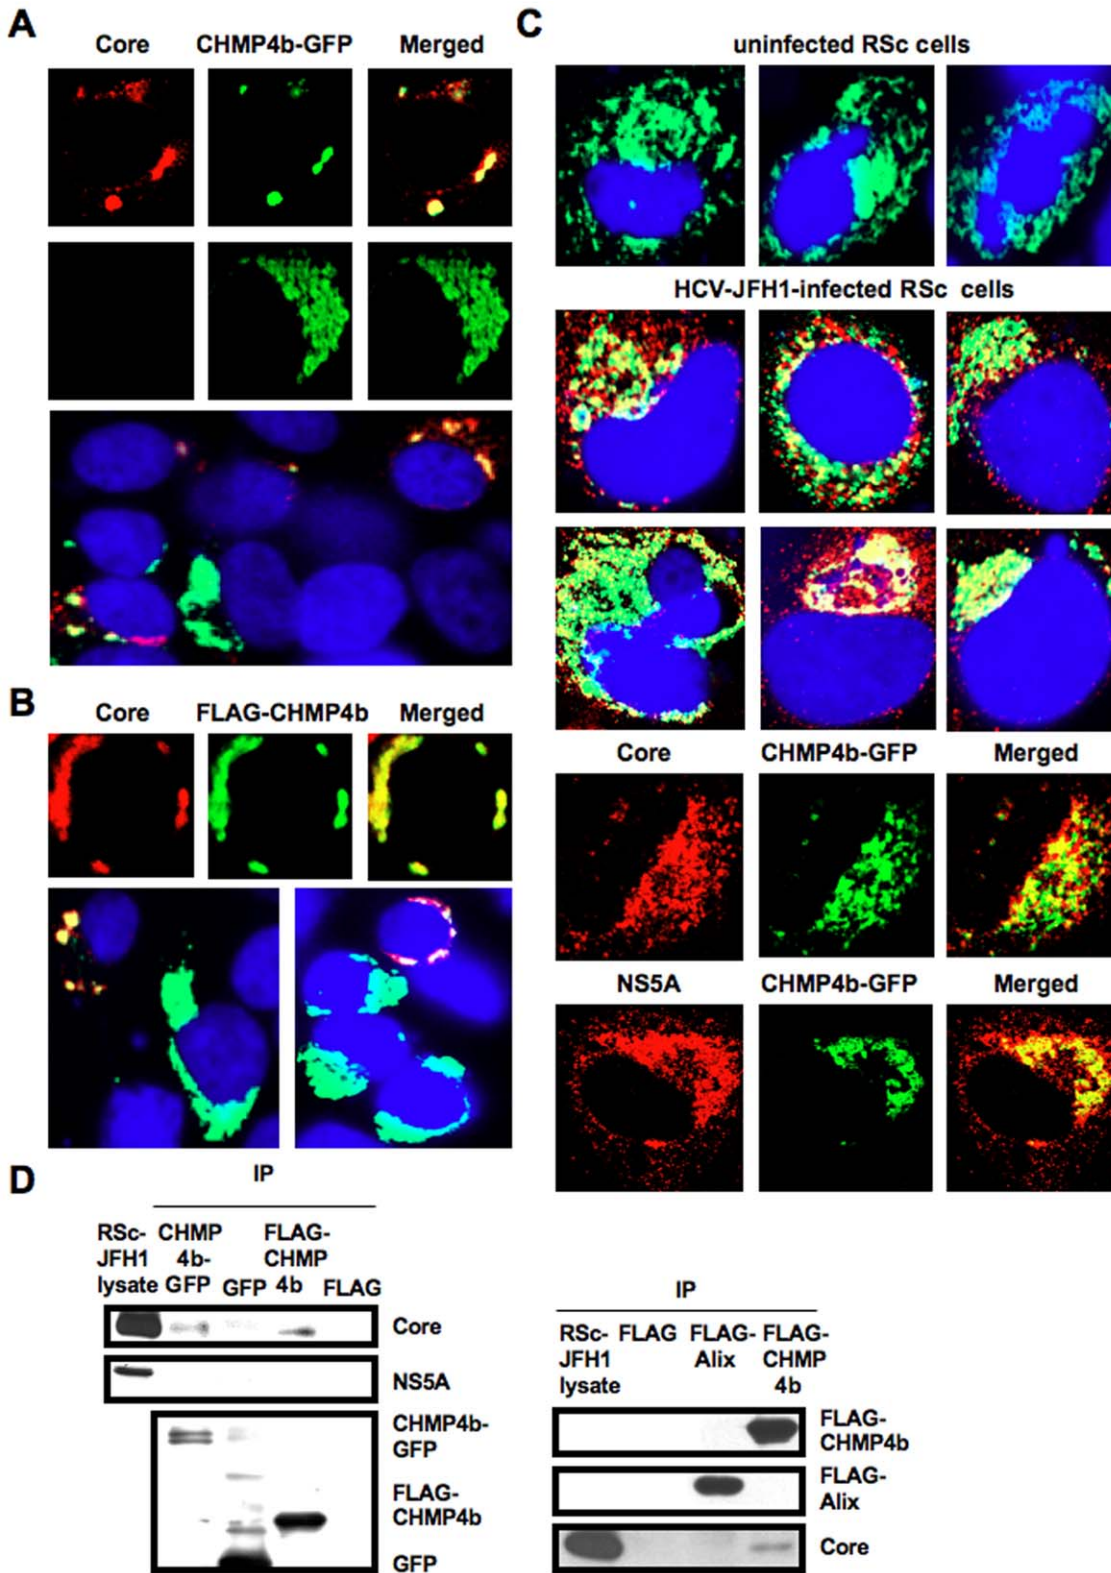 A
Core CHMP4b-GFP Merged
B
Core FLAG-CHMP4b Merged
C
uninfected RSc cells
HCV-JFH1-infected RSc cells
Core CHMP4b-GFP Merged
NS5A CHMP4b-GFP Merged
D
IP
RSc- CHMP FLAG-
JFH1 4b- CHMP
lysate GFP GFP 4b FLAG
Core
NS5A
CHMP4b-
GFP
FLAG-
CHMP4b
GFP
IP
RSc- FLAG FLAG- FLAG-
JFH1 Alix CHMP
lysate 4b
FLAG-
CHMP4b
FLAG-
Alix
Core